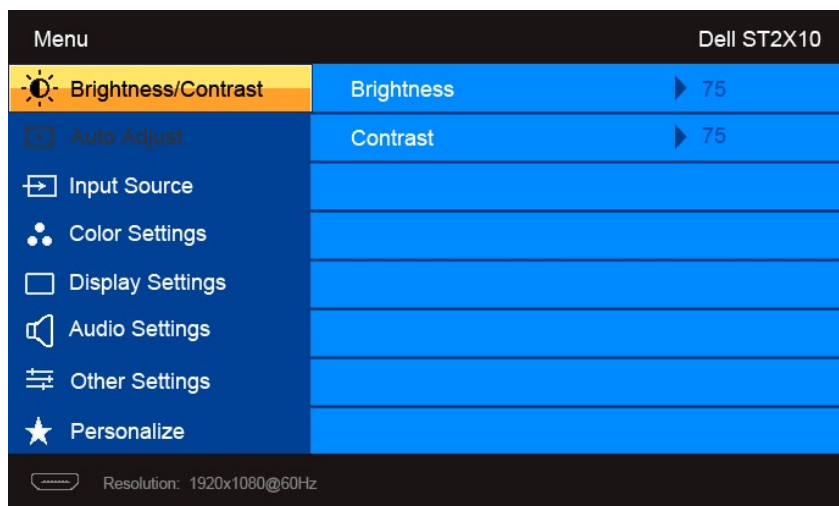 Menu Dell ST2X10
Brightness/Contrast Brightness 75
Auto Adjust Contrast 75
Input Source
Color Settings
Display Settings
Audio Settings
Other Settings
Personalize
Resolution: 1920x1080@60Hz